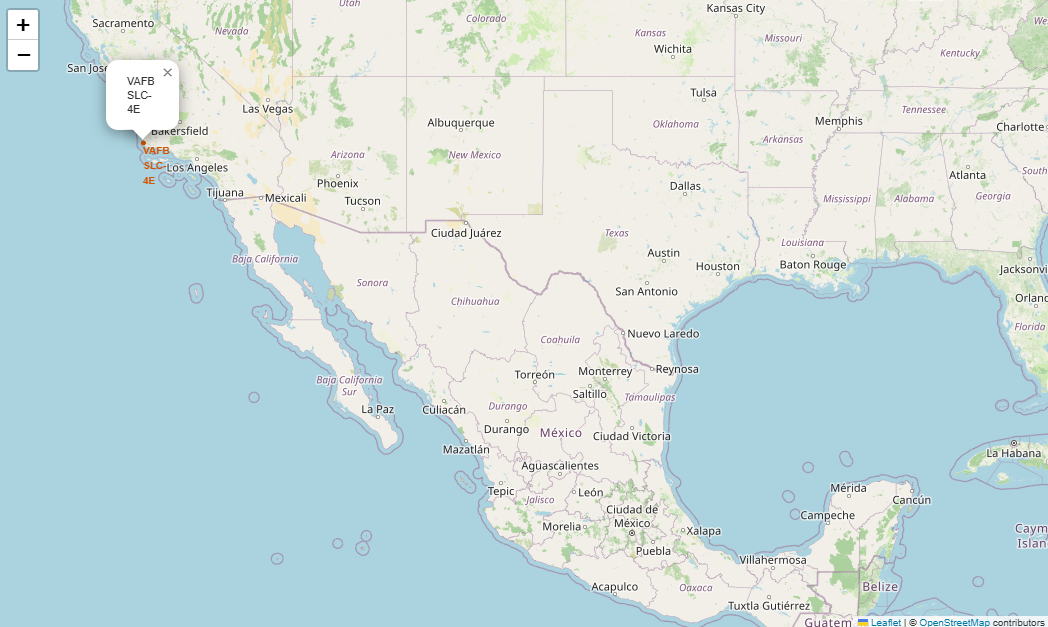 +
−
Utah
Colorado
Kansas City
Sacramento
Nevada
Kansas
Missouri
Wichita
Kentucky
San Jose
×
VAFB
SLC-
4E
Las Vegas
Tulsa
Bakersfield
Albuquerque
Oklahoma
Memphis
Tennessee
Charlotte
VAFB
SLC-
4E
Los Angeles
Arizona
New Mexico
Arkansas
Phoenix
Dallas
Atlanta
Tijuana
Mexicali
Tucson
Mississippi
Alabama
Georgia
Ciudad Juárez
Texas
Louisiana
Austin
Baja California
Houston
Baton Rouge
Jacksonvi
Sonora
San Antonio
Chihuahua
Orlando
Florida
Nuevo Laredo
Coahuila
Torreón
Monterrey
Reynosa
Baja California
Sur
Saltillo
Tamaulipas
La Paz
Culiacán
Durango
Durango
México
Ciudad Victoria
Mazatlán
La Habana
Aguascalientes
Tepic
León
Mérida
Jalisco
Cancún
Ciudad de
México
Campeche
Morelia
Xalapa
Caym
Islan
Puebla
Villahermosa
Acapulco
Oaxaca
Belize
Tuxtla Gutiérrez
Guatem
Leaflet | © OpenStreetMap contributors